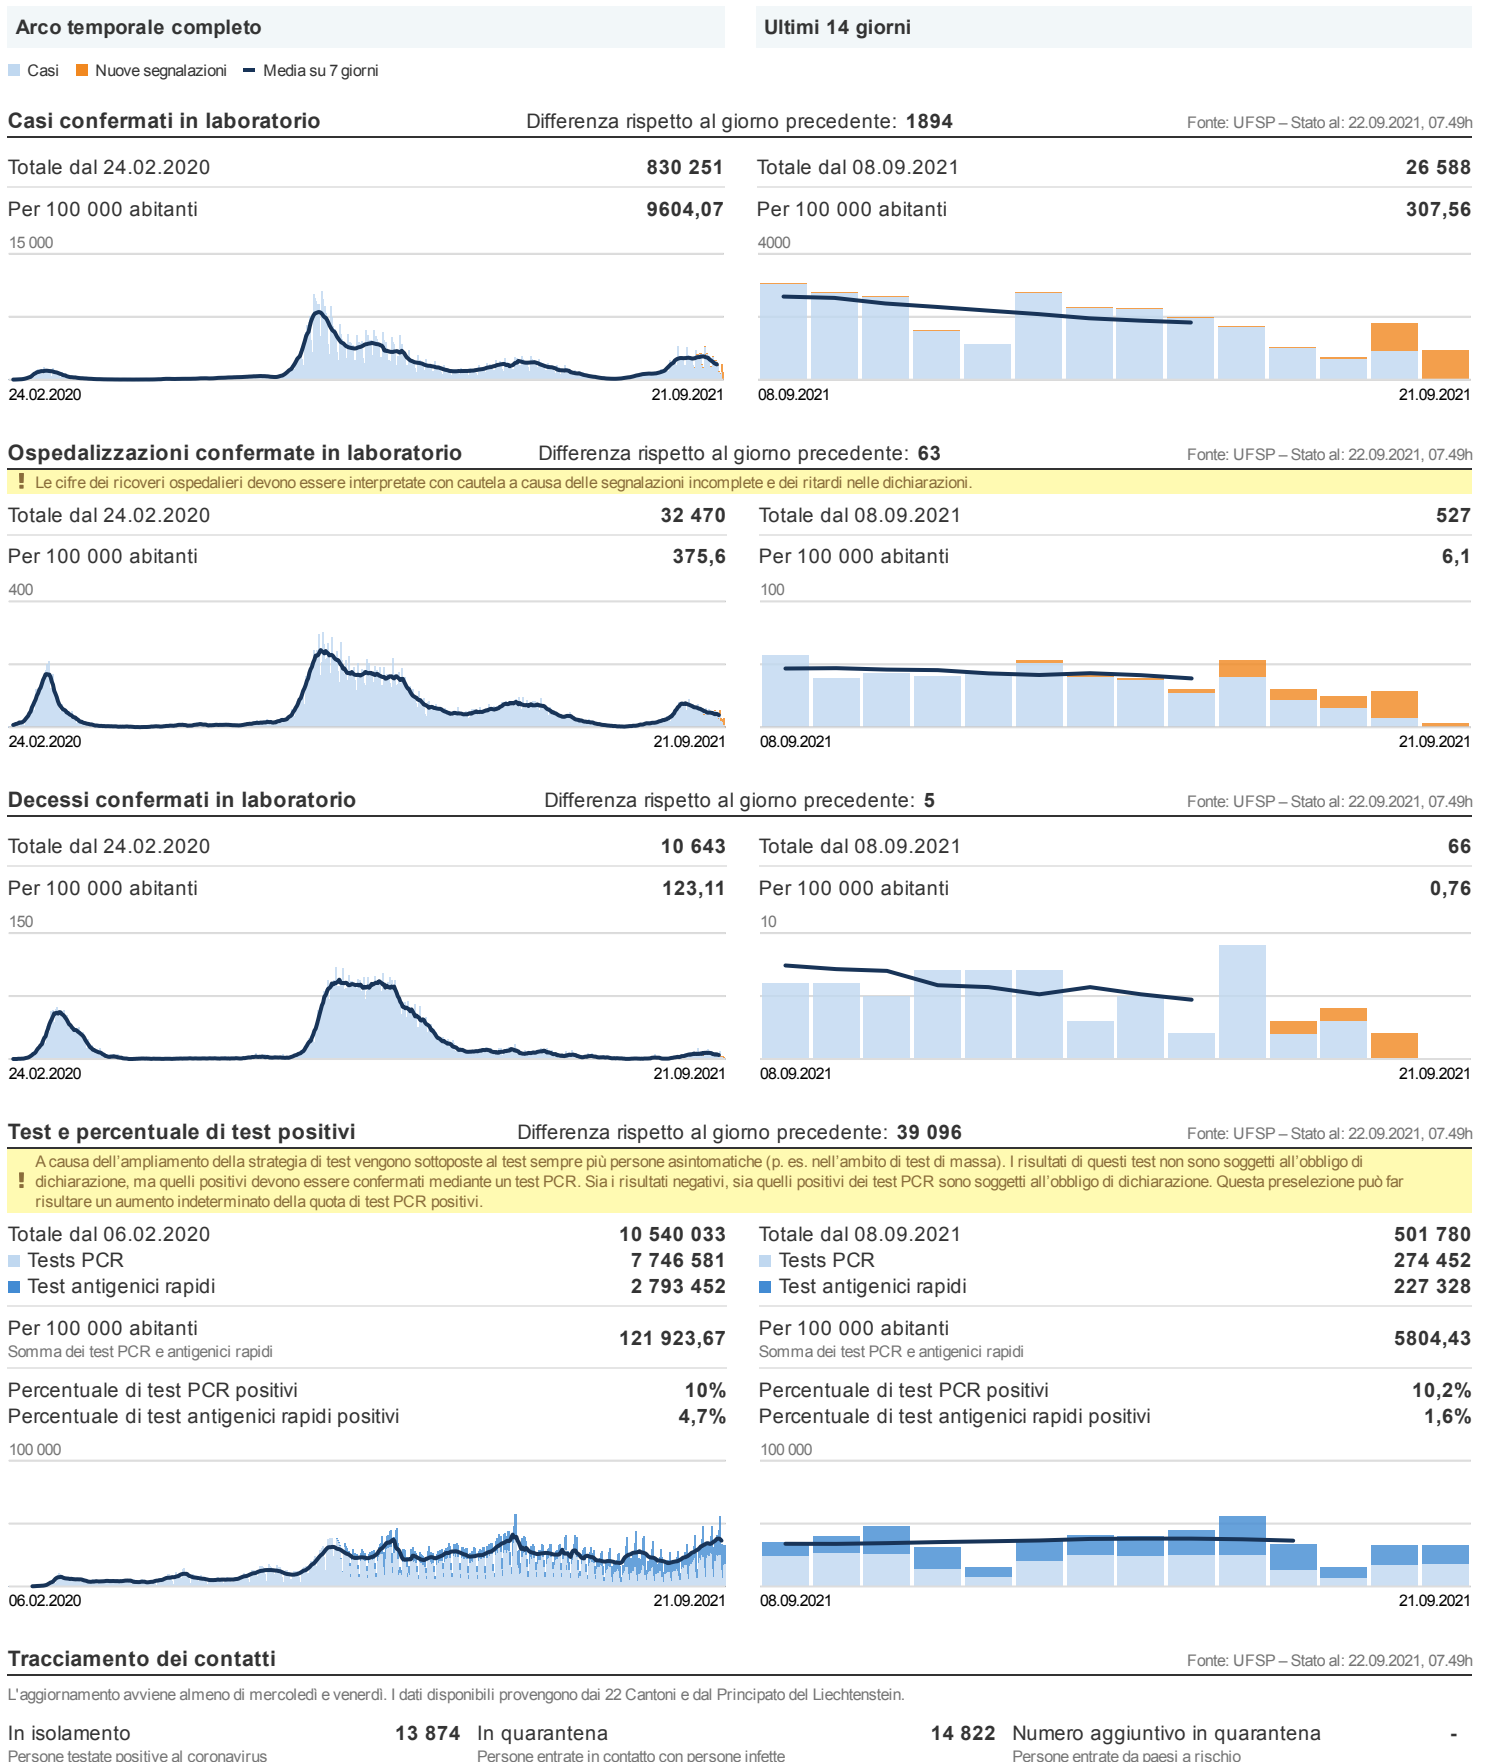 Arco temporale completo
Ultimi 14 giorni
Casi Nuove segnalazioni Media su 7 giorni
Casi confermati in laboratorio Differenza rispetto al giorno precedente: 1894 Fonte: UFSP – Stato al: 22.09.2021, 07.49h
Totale dal 24.02.2020 830 251
Per 100 000 abitanti 9604,07
15 000
24.02.2020 21.09.2021
Totale dal 08.09.2021 26 588
Per 100 000 abitanti 307,56
4000
08.09.2021 21.09.2021
Ospedalizzazioni confermate in laboratorio Differenza rispetto al giorno precedente: 63 Fonte: UFSP – Stato al: 22.09.2021, 07.49h
! Le cifre dei ricoveri ospedalieri devono essere interpretate con cautela a causa delle segnalazioni incomplete e dei ritardi nelle dichiarazioni.
Totale dal 24.02.2020 32 470
Per 100 000 abitanti 375,6
400
24.02.2020 21.09.2021
Totale dal 08.09.2021 527
Per 100 000 abitanti 6,1
100
08.09.2021 21.09.2021
Decessi confermati in laboratorio Differenza rispetto al giorno precedente: 5 Fonte: UFSP – Stato al: 22.09.2021, 07.49h
Totale dal 24.02.2020 10 643
Per 100 000 abitanti 123,11
150
24.02.2020 21.09.2021
Totale dal 08.09.2021 66
Per 100 000 abitanti 0,76
10
08.09.2021 21.09.2021
Test e percentuale di test positivi Differenza rispetto al giorno precedente: 39 096 Fonte: UFSP – Stato al: 22.09.2021, 07.49h
A causa dell'ampliamento della strategia di test vengono sottoposte al test sempre più persone asintomatiche (p. es. nell'ambito di test di massa). I risultati di questi test non sono soggetti all'obbligo di
! dichiarazione, ma quelli positivi devono essere confermati mediante un test PCR. Sia i risultati negativi, sia quelli positivi dei test PCR sono soggetti all'obbligo di dichiarazione. Questa preselezione può far
risultare un aumento indeterminato della quota di test PCR positivi.
Totale dal 06.02.2020 10 540 033
Tests PCR 7 746 581
Test antigenici rapidi 2 793 452
Per 100 000 abitanti 121 923,67
Somma dei test PCR e antigenici rapidi
Percentuale di test PCR positivi 10%
Percentuale di test antigenici rapidi positivi 4,7%
100 000
06.02.2020 21.09.2021
Totale dal 08.09.2021 501 780
Tests PCR 274 452
Test antigenici rapidi 227 328
Per 100 000 abitanti 5804,43
Somma dei test PCR e antigenici rapidi
Percentuale di test PCR positivi 10,2%
Percentuale di test antigenici rapidi positivi 1,6%
100 000
08.09.2021 21.09.2021
Tracciamento dei contatti Fonte: UFSP – Stato al: 22.09.2021, 07.49h
L'aggiornamento avviene almeno di mercoledì e venerdì. I dati disponibili provengono dai 22 Cantoni e dal Principato del Liechtenstein.
In isolamento 13 874 In quarantena 14 822 Numero aggiuntivo in quarantena -
Persone testate positive al coronavirus Persone entrate in contatto con persone infette Persone entrate da paesi a rischio